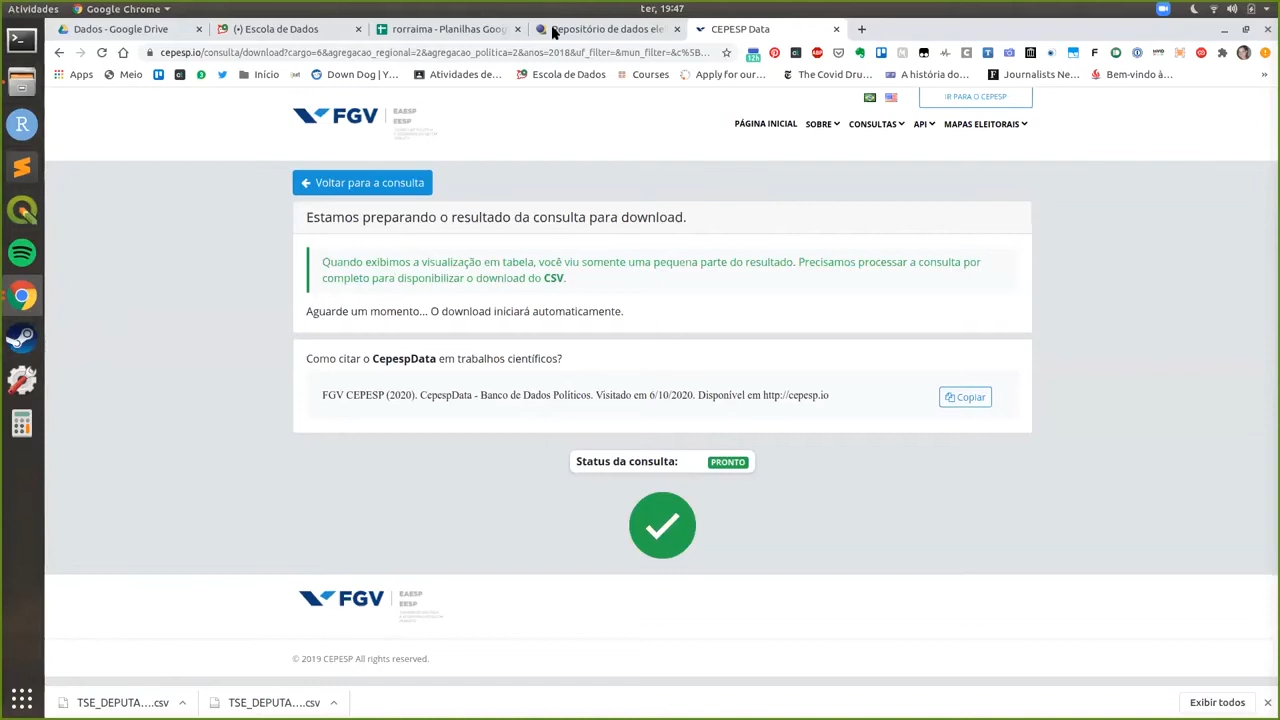 Atividades
Google Chrome
ter, 19:47
Dados - Google Drive
(•) Escola de Dados
rorraima - Planilhas Goog
Repositório de dados ele
CEPESP Data
cepesp.io/consulta/download?cargo=6&agregacao_regional=2&agregacao_politica=2&anos=2018&uf_filter=&mun_filter=&c%5B...
Apps
Meio
Início
Down Dog | Y...
Atividades de...
Escola de Dados
Courses
Apply for our...
The Covid Dru...
A história do...
Journalists Ne...
Bem-vindo à...
»
FGV
EAESP
EESP
IR PARA O CEPESP
PÁGINA INICIAL
SOBRE
CONSULTAS
API
MAPAS ELEITORAIS
Voltar para a consulta
Estamos preparando o resultado da consulta para download.
Quando exibimos a visualização em tabela, você viu somente uma pequena parte do resultado. Precisamos processar a consulta por
completo para disponibilizar o download do CSV.
Aguarde um momento... O download iniciará automaticamente.
Como citar o CepespData em trabalhos científicos?
FGV CEPESP (2020). CepespData - Banco de Dados Políticos. Visitado em 6/10/2020. Disponível em http://cepesp.io
Copiar
Status da consulta:
PRONTO
FGV
EAESP
EESP
© 2019 CEPESP All rights reserved.
TSE_DEPUTA....csv
TSE_DEPUTA....csv
Exibir todos